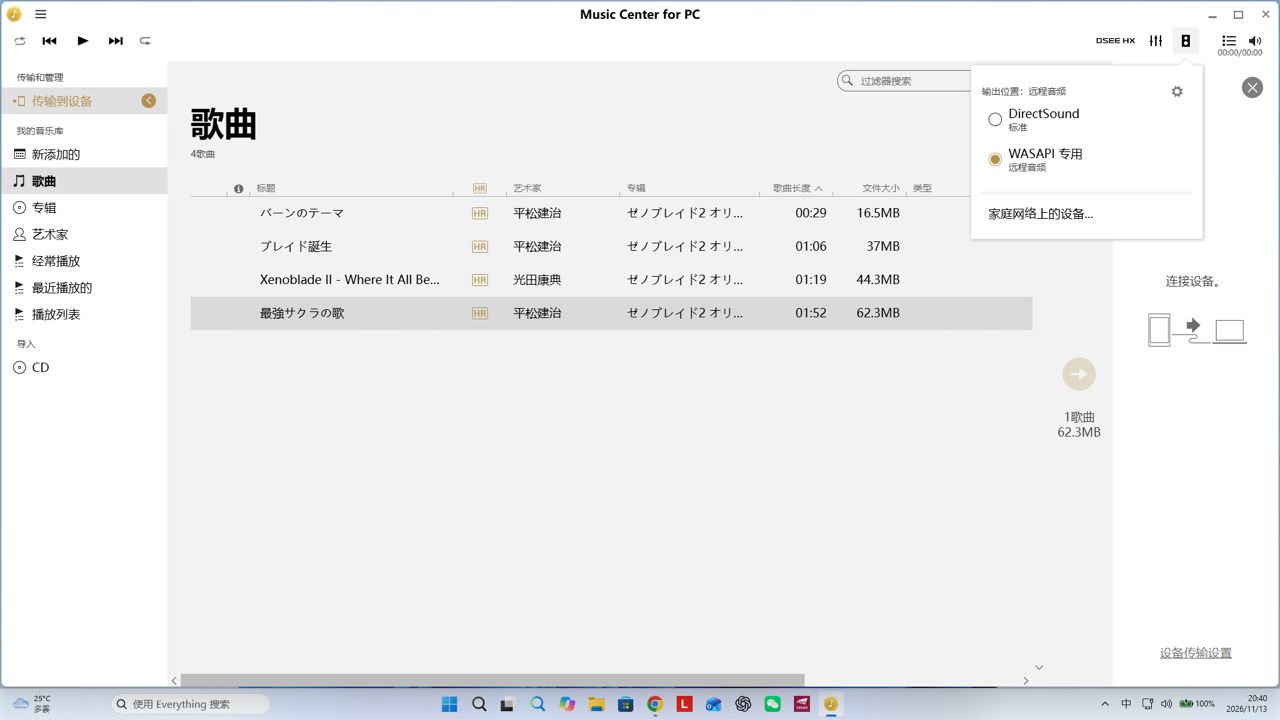 Music Center for PC
DSEE HX
00:00/00:00
传输和管理
传输到设备
我的音乐库
新添加的
歌曲
专辑
艺术家
经常播放
最近播放的
播放列表
导入
CD
过滤器搜索
歌曲
4歌曲
标题 HR 艺术家 专辑 歌曲长度 文件大小 类型
バーンのテーマ HR 平松建治 ゼノブレイド2 オリ... 00:29 16.5MB
ブレイド誕生 HR 平松建治 ゼノブレイド2 オリ... 01:06 37MB
Xenoblade II - Where It All Be... HR 光田康典 ゼノブレイド2 オリ... 01:19 44.3MB
最強サクラの歌 HR 平松建治 ゼノブレイド2 オリ... 01:52 62.3MB
1歌曲
62.3MB
输出位置：远程音频
DirectSound
标准
WASAPI 专用
远程音频
家庭网络上的设备...
连接设备。
设备传输设置
25°C
多雾
使用 Everything 搜索
中
100%
20:40
2026/11/13